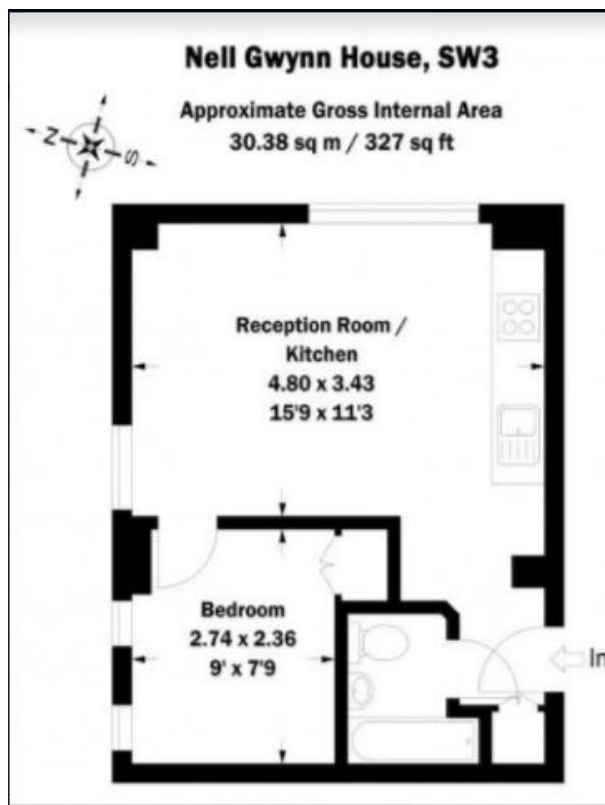 Nell Gwynn House, SW3
Approximate Gross Internal Area
30.38 sq m / 327 sq ft
N
S
Reception Room /
Kitchen
4.80 x 3.43
15'9 x 11'3
Bedroom
2.74 x 2.36
9' x 7'9
In